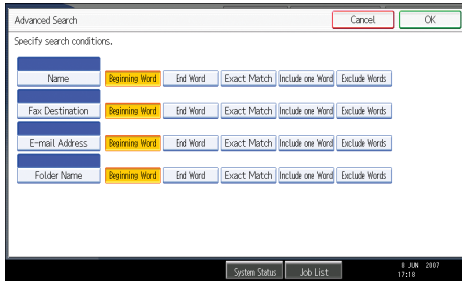 Advanced Search Cancel OK
Specify search conditions.
Name Beginning Word End Word Exact Match Include one Word Exclude Words
Fax Destination Beginning Word End Word Exact Match Include one Word Exclude Words
E-mail Address Beginning Word End Word Exact Match Include one Word Exclude Words
Folder Name Beginning Word End Word Exact Match Include one Word Exclude Words
System Status Job List 8 JUN 2007
17:18